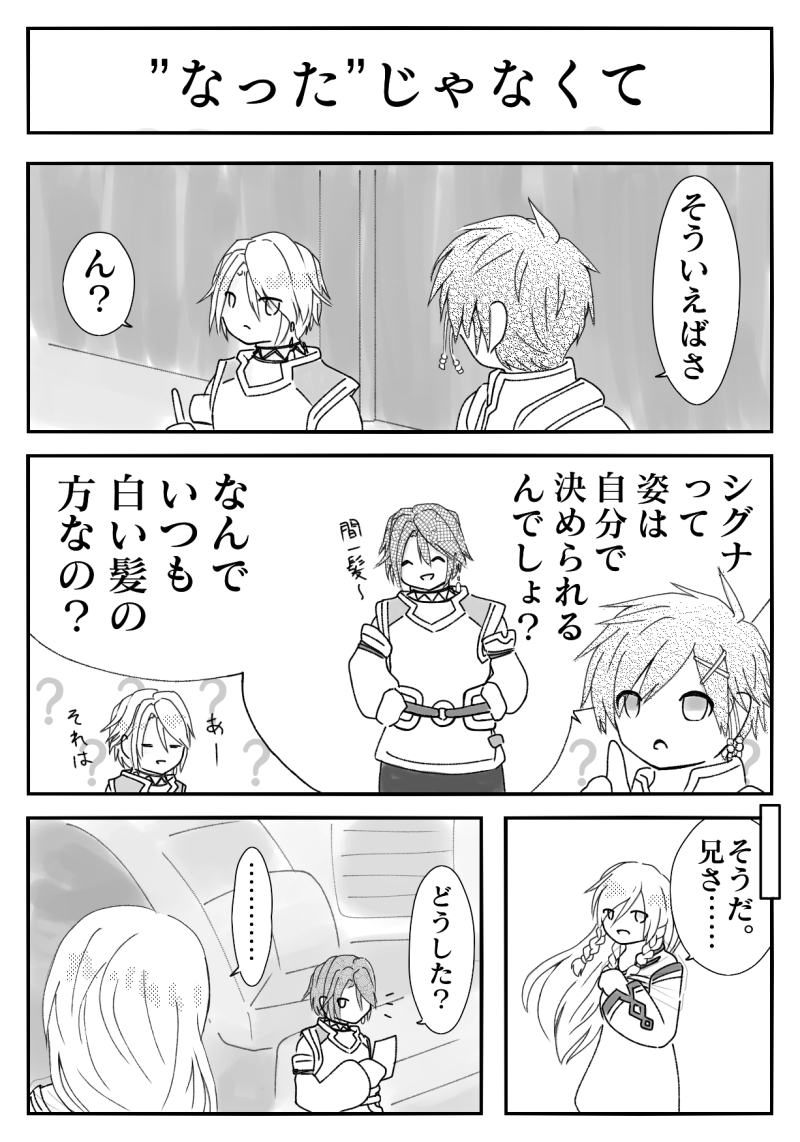 ”なった”じゃなくて
そういえばさ
ん？
シグナ
って
姿は
自分で
決められる
んでしょ？
間一髪～
なんで
いつも
白い髪の
方なの？
あー
それは
？
？
？
？
？
？
？
そうだ。
兄さ……
どうした？
………